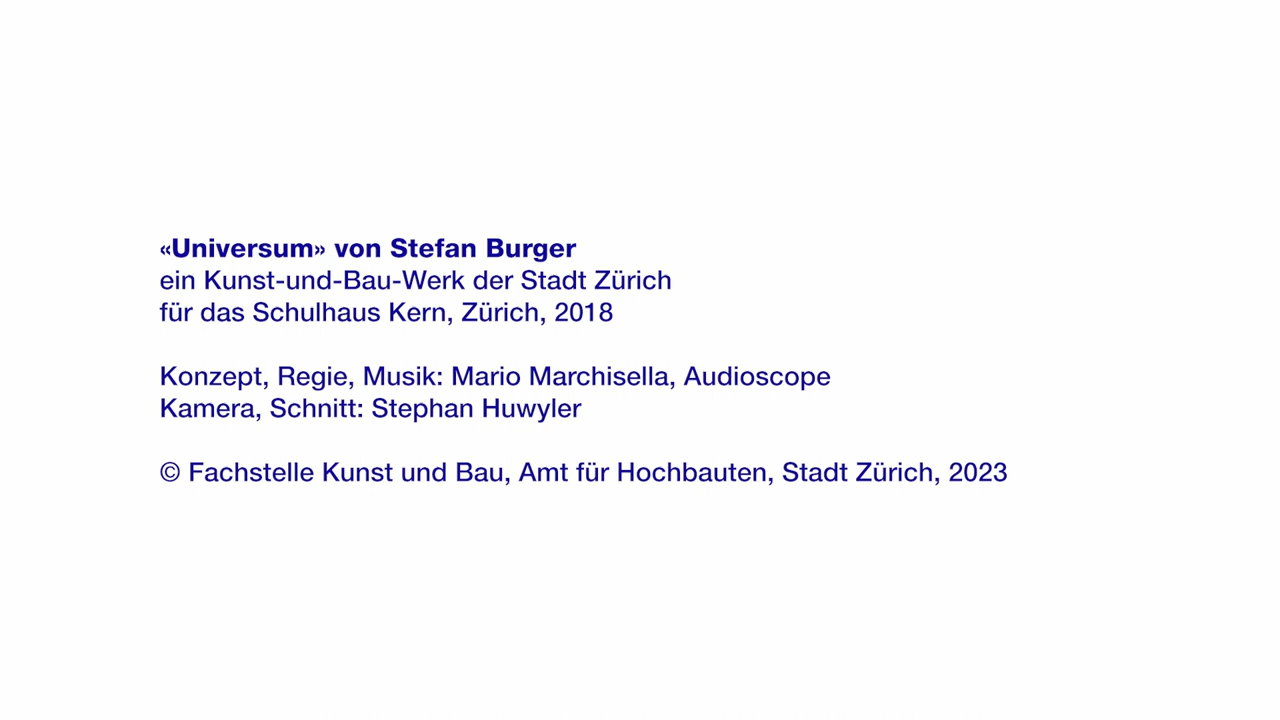 «Universum» von Stefan Burger
ein Kunst-und-Bau-Werk der Stadt Zürich
für das Schulhaus Kern, Zürich, 2018
Konzept, Regie, Musik: Mario Marchisella, Audioscope
Kamera, Schnitt: Stephan Huwyler
© Fachstelle Kunst und Bau, Amt für Hochbauten, Stadt Zürich, 2023